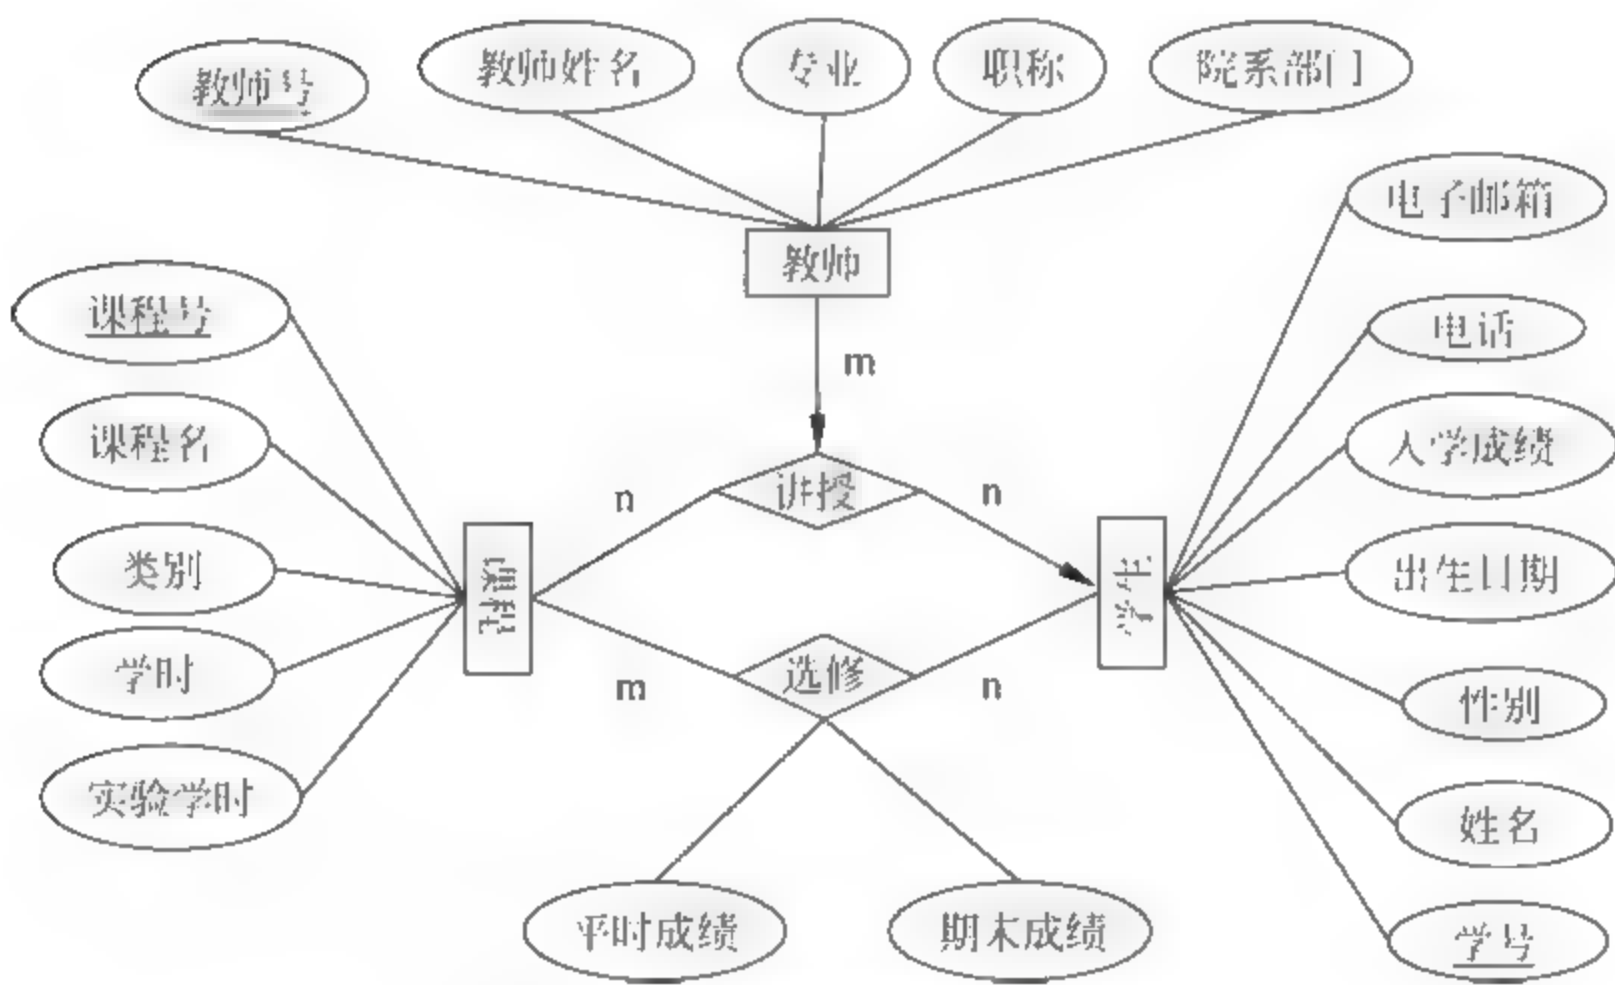 教师号
教师姓名
专业
职称
院系部门
教师
电子邮箱
课程号
电话
m
课程名
入学成绩
n
讲授
n
类别
课程
学生
出生日期
学时
m
选修
n
性别
实验学时
姓名
平时成绩
期末成绩
学号